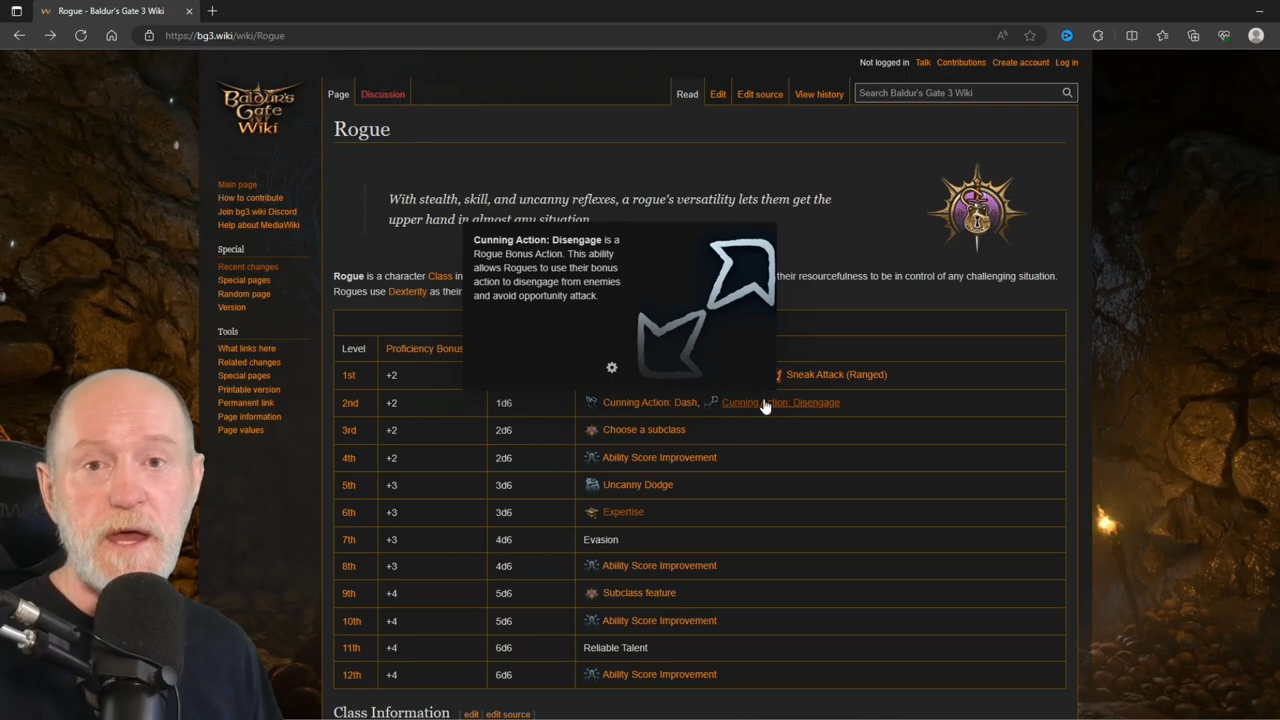 Rogue - Baldur's Gate 3 Wiki
https://bg3.wiki/wiki/Rogue
Not logged in Talk Contributions Create account Log in
Baldur's Gate Wiki
Page Discussion Read Edit Edit source View history Search Baldur's Gate 3 Wiki
Rogue
With stealth, skill, and uncanny reflexes, a rogue's versatility lets them get the
upper hand in almost any situation
Main page
How to contribute
Join bg3.wiki Discord
Help about MediaWiki
Special
Recent changes
Special pages
Random page
Version
Tools
What links here
Related changes
Special pages
Printable version
Permanent link
Page information
Page values
Cunning Action: Disengage is a
Rogue Bonus Action. This ability
allows Rogues to use their bonus
action to disengage from enemies
and avoid opportunity attack.
Rogue is a character Class in their resourcefulness to be in control of any challenging situation.
Rogues use Dexterity as their
Level Proficiency Bonus
1st +2 Sneak Attack (Ranged)
2nd +2 1d6 Cunning Action: Dash, Cunning Action: Disengage
3rd +2 2d6 Choose a subclass
4th +2 2d6 Ability Score Improvement
5th +3 3d6 Uncanny Dodge
6th +3 3d6 Expertise
7th +3 4d6 Evasion
8th +3 4d6 Ability Score Improvement
9th +4 5d6 Subclass feature
10th +4 5d6 Ability Score Improvement
11th +4 6d6 Reliable Talent
12th +4 6d6 Ability Score Improvement
Class Information [ edit | edit source ]